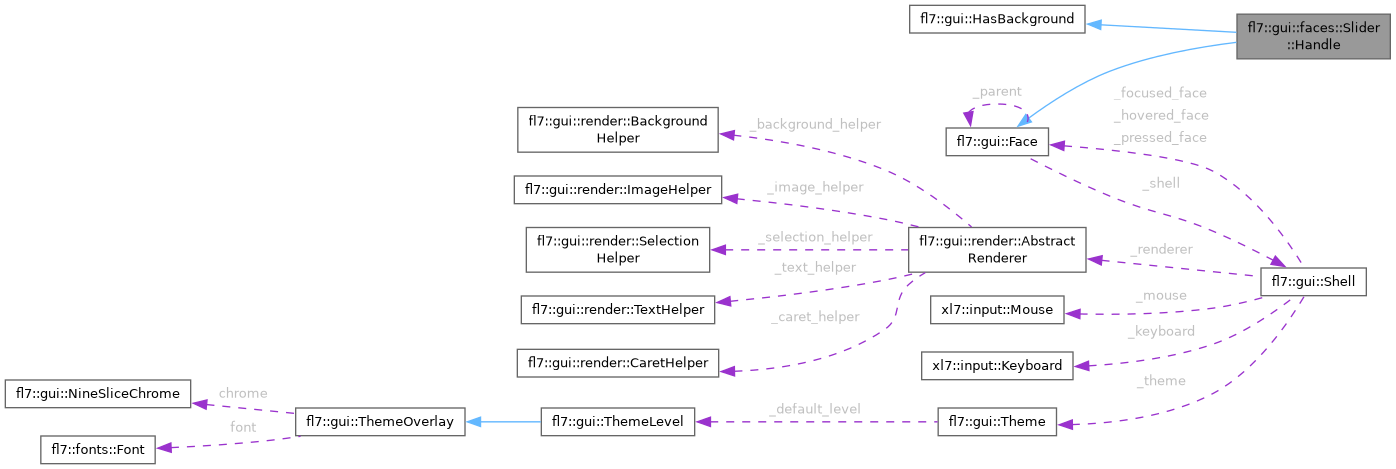 fl7::gui::HasBackground
fl7::gui::faces::Slider
::Handle
_parent
_focused_face
_hovered_face
_pressed_face
fl7::gui::render::Background
Helper
_background_helper
fl7::gui::Face
fl7::gui::render::ImageHelper
_image_helper
_shell
fl7::gui::render::Selection
Helper
_selection_helper
fl7::gui::render::Abstract
Renderer
_renderer
_text_helper
fl7::gui::Shell
fl7::gui::render::TextHelper
xl7::input::Mouse
_mouse
_caret_helper
_keyboard
fl7::gui::render::CaretHelper
xl7::input::Keyboard
_theme
fl7::gui::NineSliceChrome
chrome
fl7::gui::ThemeOverlay
fl7::gui::ThemeLevel
_default_level
fl7::gui::Theme
font
fl7::fonts::Font